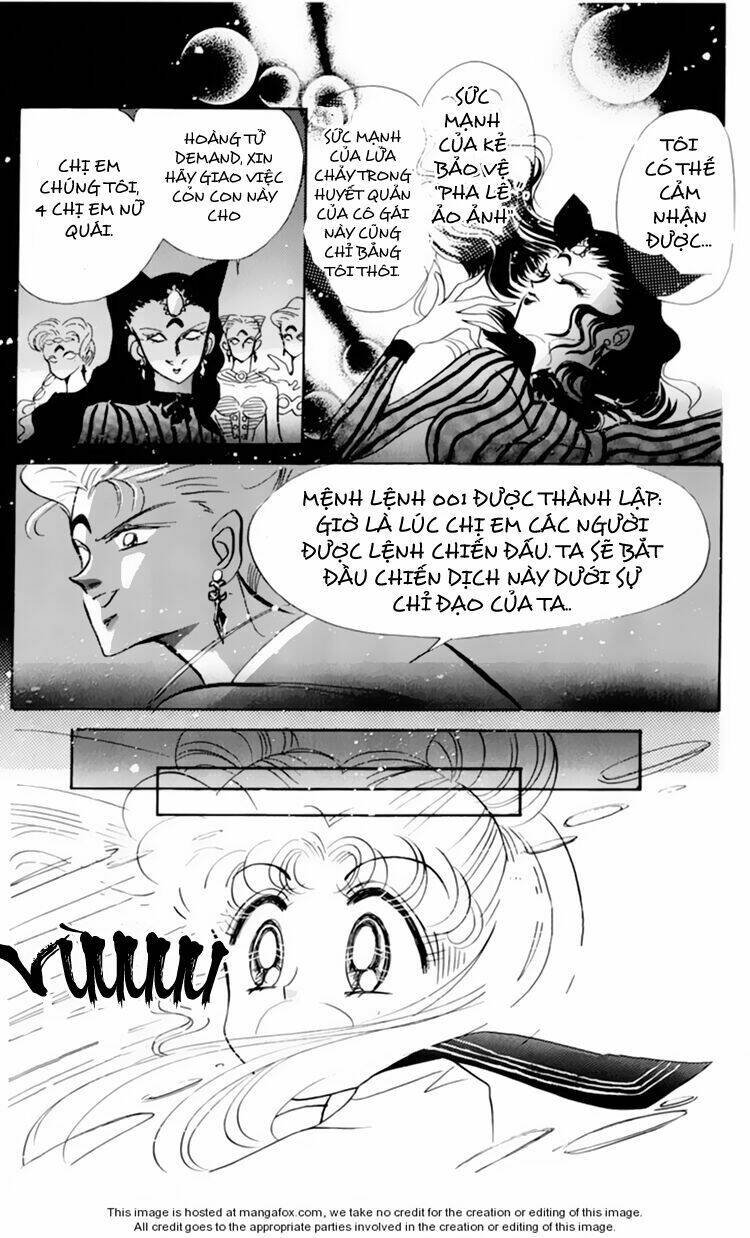 TÔI
CÓ THỂ
CẢM
NHẬN
ĐƯỢC...
SỨC
MẠNH
CỦA KẺ
BẢO VỆ
"PHA LÊ
ẢO ẢNH"
SỨC MẠNH
CỦA LỬA
CHẢY TRONG
HUYẾT QUẢN
CỦA CÔ GÁI
NÀY CŨNG
CHỈ BẰNG
TÔI THÔI.
HOÀNG TỬ
DEMAND, XIN
HÃY GIAO VIỆC
CỎN CON NÀY
CHO
CHỊ EM
CHÚNG TÔI,
4 CHỊ EM NỮ
QUÁI.
MỆNH LỆNH 001 ĐƯỢC THÀNH LẬP:
GIỜ LÀ LÚC CHỊ EM CÁC NGƯỜI
ĐƯỢC LỆNH CHIẾN ĐẤU. TA SẼ BẮT
ĐẦU CHIẾN DỊCH NÀY DƯỚI SỰ
CHỈ ĐẠO CỦA TA..
VÙUUUU
This image is hosted at mangafox.com, we take no credit for the creation or editing of this image.
All credit goes to the appropriate parties involved in the creation or editing of this image.